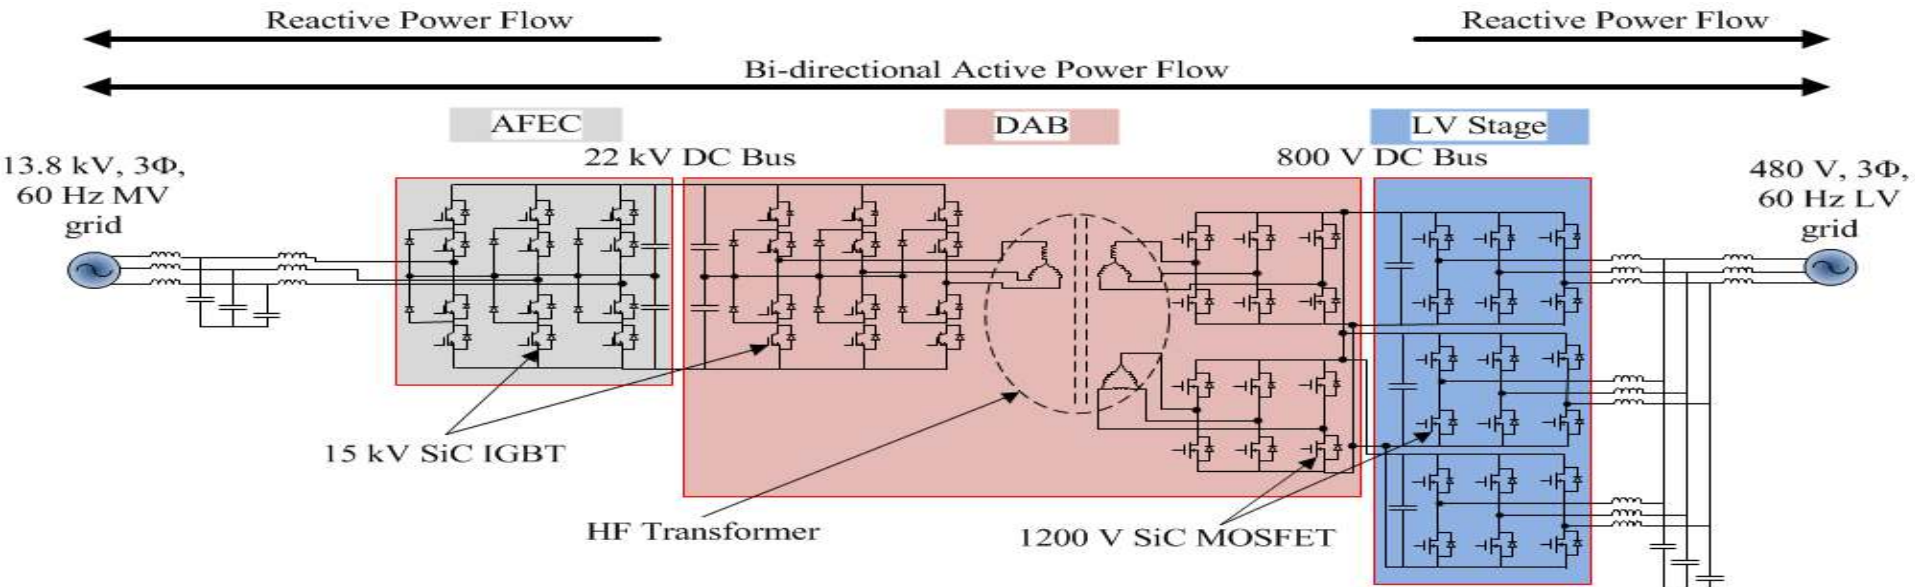 Reactive Power Flow
Reactive Power Flow
Bi-directional Active Power Flow
AFEC
DAB
LV Stage
22 kV DC Bus
800 V DC Bus
13.8 kV, 3Φ,
60 Hz MV
grid
480 V, 3Φ,
60 Hz LV
grid
15 kV SiC IGBT
HF Transformer
1200 V SiC MOSFET